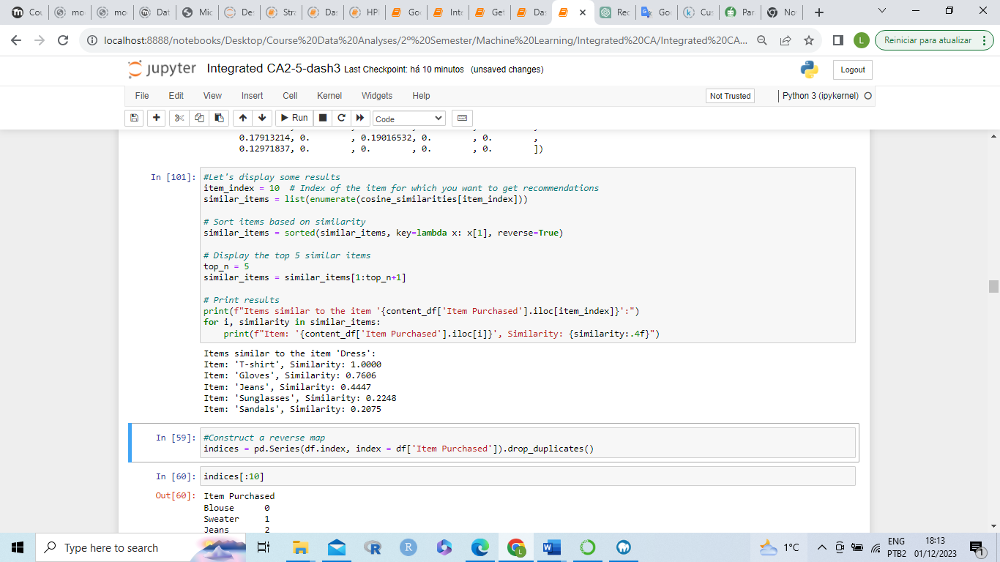 Cou
mo
mo
Dat
Mic
Des
Stra
Das
HPI
Goo
Inte
Get
Das
Rec
Goo
Cus
Par
No
localhost:8888/notebooks/Desktop/Course%20Data%20Analyses/2º%20Semester/Machine%20Learning/Integrated%20CA/Integrated%20CA...
L
Reiniciar para atualizar
jupyter
Integrated CA2-5-dash3 Last Checkpoint: há 10 minutos (unsaved changes)
Logout
File Edit View Insert Cell Kernel Widgets Help
Not Trusted
Python 3 (ipykernel)
Run
Code
0.17913214, 0. , 0.19016532, 0. , 0. ,
0.12971837, 0. , 0. , 0. , 0. ])
In [101]:
#Let's display some results
item_index = 10 # Index of the item for which you want to get recommendations
similar_items = list(enumerate(cosine_similarities[item_index]))
# Sort items based on similarity
similar_items = sorted(similar_items, key=lambda x: x[1], reverse=True)
# Display the top 5 similar items
top_n = 5
similar_items = similar_items[1:top_n+1]
# Print results
print(f"Items similar to the item '{content_df['Item Purchased'].iloc[item_index]}':")
for i, similarity in similar_items:
print(f"Item: '{content_df['Item Purchased'].iloc[i]}', Similarity: {similarity:.4f}")
Items similar to the item 'Dress':
Item: 'T-shirt', Similarity: 1.0000
Item: 'Gloves', Similarity: 0.7606
Item: 'Jeans', Similarity: 0.4447
Item: 'Sunglasses', Similarity: 0.2248
Item: 'Sandals', Similarity: 0.2075
In [59]:
#Construct a reverse map
indices = pd.Series(df.index, index = df['Item Purchased']).drop_duplicates()
In [60]:
indices[:10]
Out[60]:
Item Purchased
Blouse 0
Sweater 1
Jeans 2
Type here to search
R
R
L
W
1°C
ENG
PTB2
18:13
01/12/2023
1